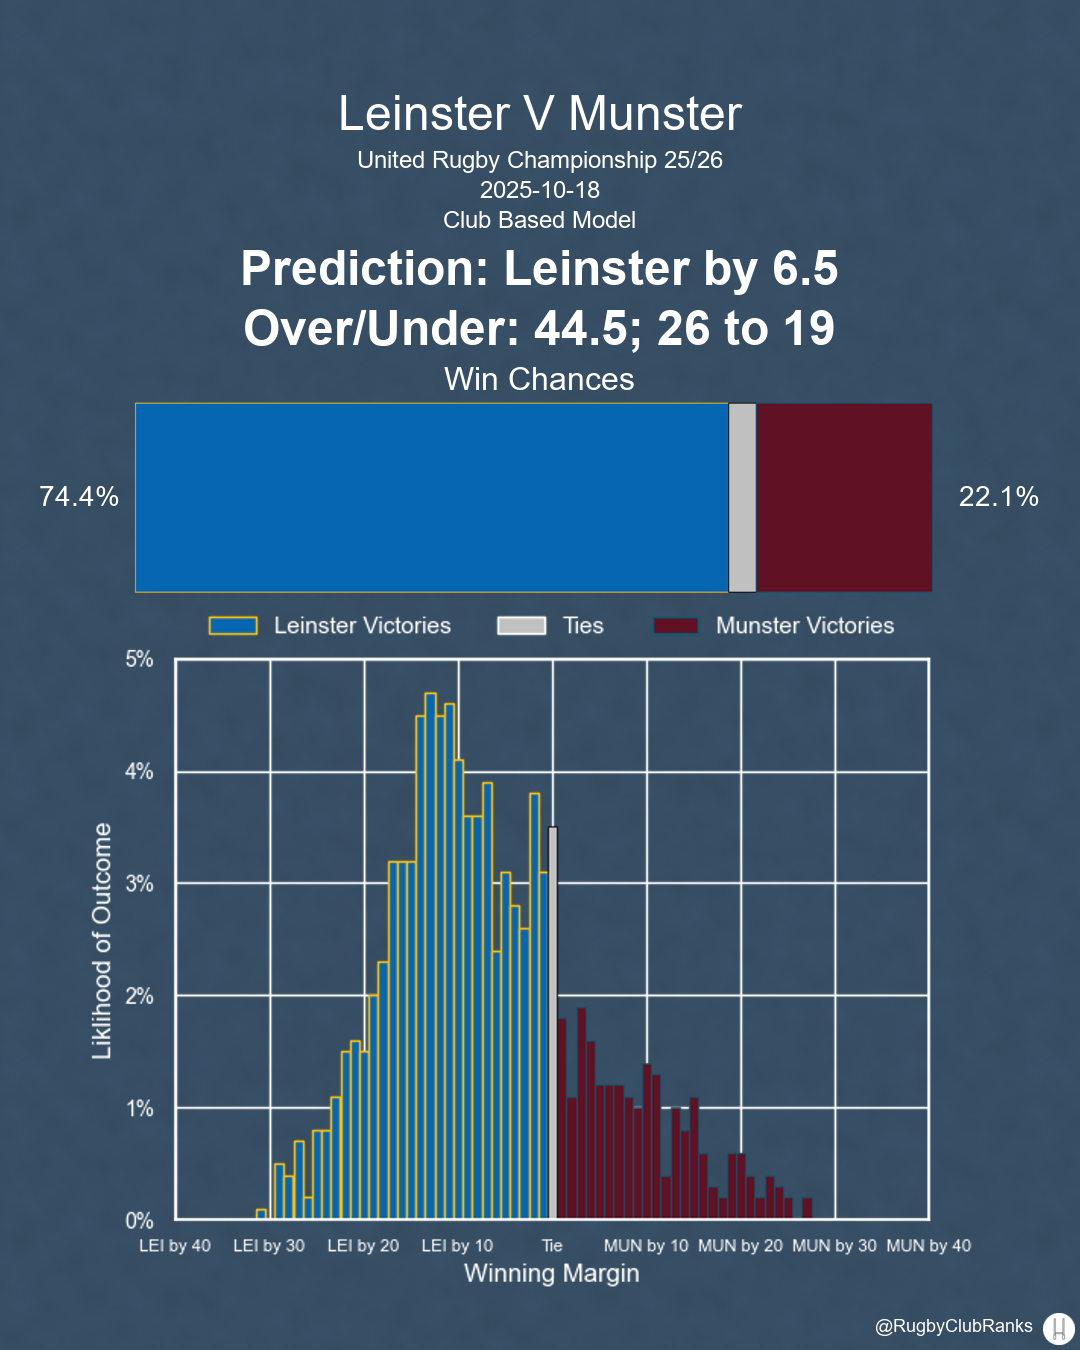 Leinster V Munster
United Rugby Championship 25/26
2025-10-18
Club Based Model
Prediction: Leinster by 6.5
Over/Under: 44.5; 26 to 19
Win Chances
74.4%
22.1%
Leinster Victories
Ties
Munster Victories
5%
4%
3%
2%
1%
0%
Liklihood of Outcome
LEI by 40
LEI by 30
LEI by 20
LEI by 10
Tie
MUN by 10
MUN by 20
MUN by 30
MUN by 40
Winning Margin
@RugbyClubRanks